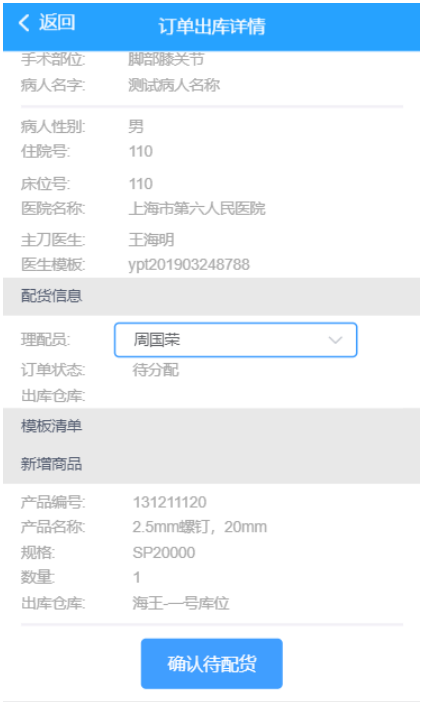 返回 订单出库详情
手术部位: 脚部膝关节
病人名字: 测试病人名称
病人性别: 男
住院号: 110
床位号: 110
医院名称: 上海市第六人民医院
主刀医生: 王海明
医生模板: ypt201903248788
配货信息
理配员: 周国荣
订单状态: 待分配
出库仓库:
模板清单
新增商品
产品编号: 131211120
产品名称: 2.5mm螺钉，20mm
规格: SP20000
数量: 1
出库仓库: 海王-一号库位
确认待配货